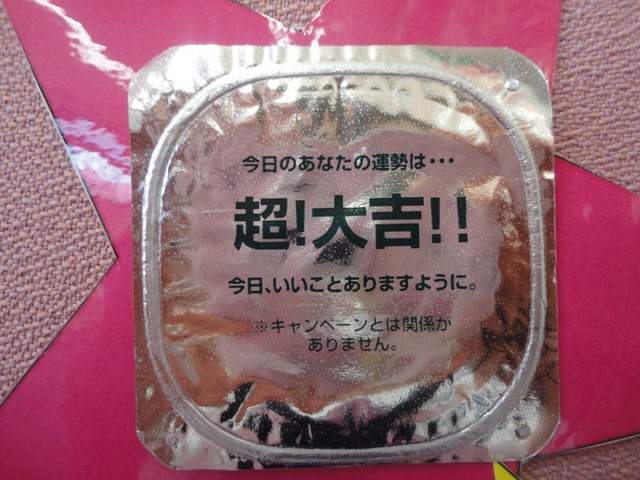 今日のあなたの運勢は・・・
超!大吉!!
今日、いいことありますように。
※キャンペーンとは関係が
ありません。